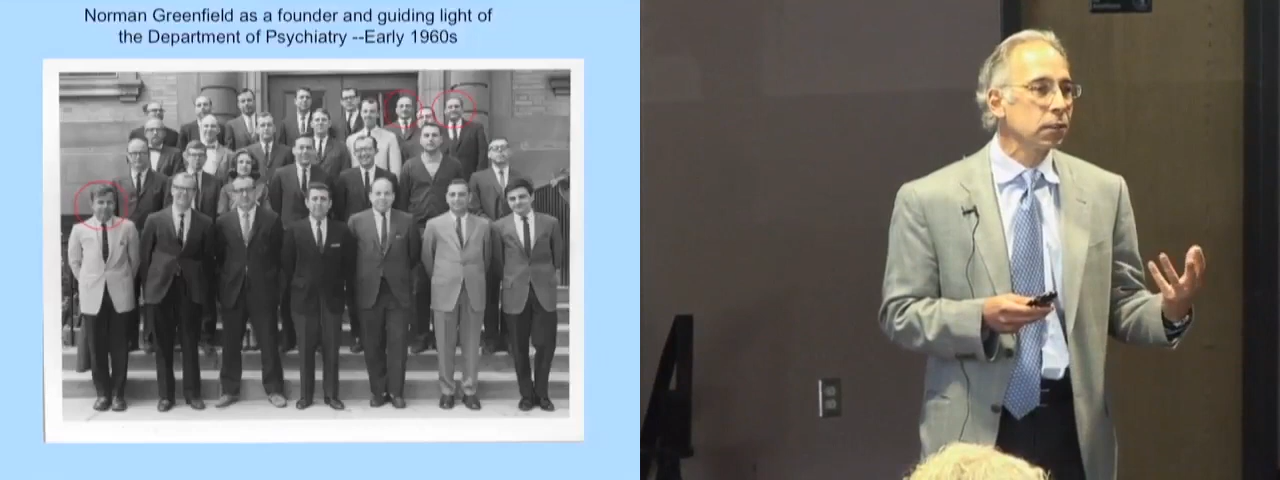 Norman Greenfield as a founder and guiding light of
the Department of Psychiatry --Early 1960s